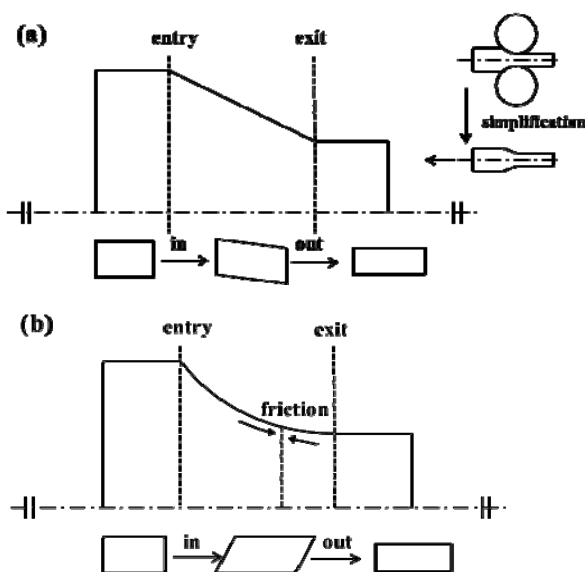 (a)
entry
exit
simplification
in
out
(b)
entry
exit
friction
in
out